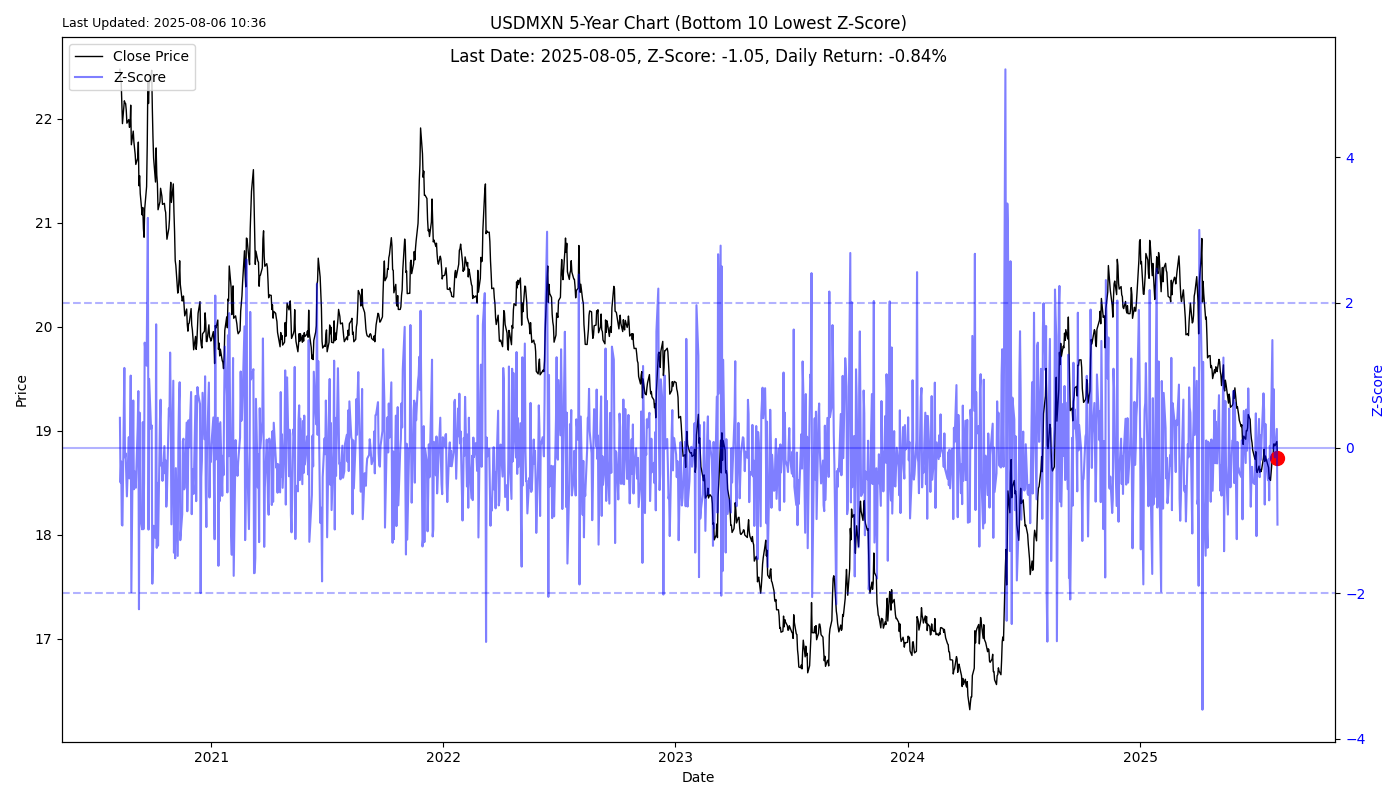 Last Updated: 2025-08-06 10:36
USDMXN 5-Year Chart (Bottom 10 Lowest Z-Score)
Last Date: 2025-08-05, Z-Score: -1.05, Daily Return: -0.84%
Close Price
Z-Score
22
21
20
19
18
17
Price
4
2
0
−2
−4
Z-Score
2021
2022
2023
2024
2025
Date